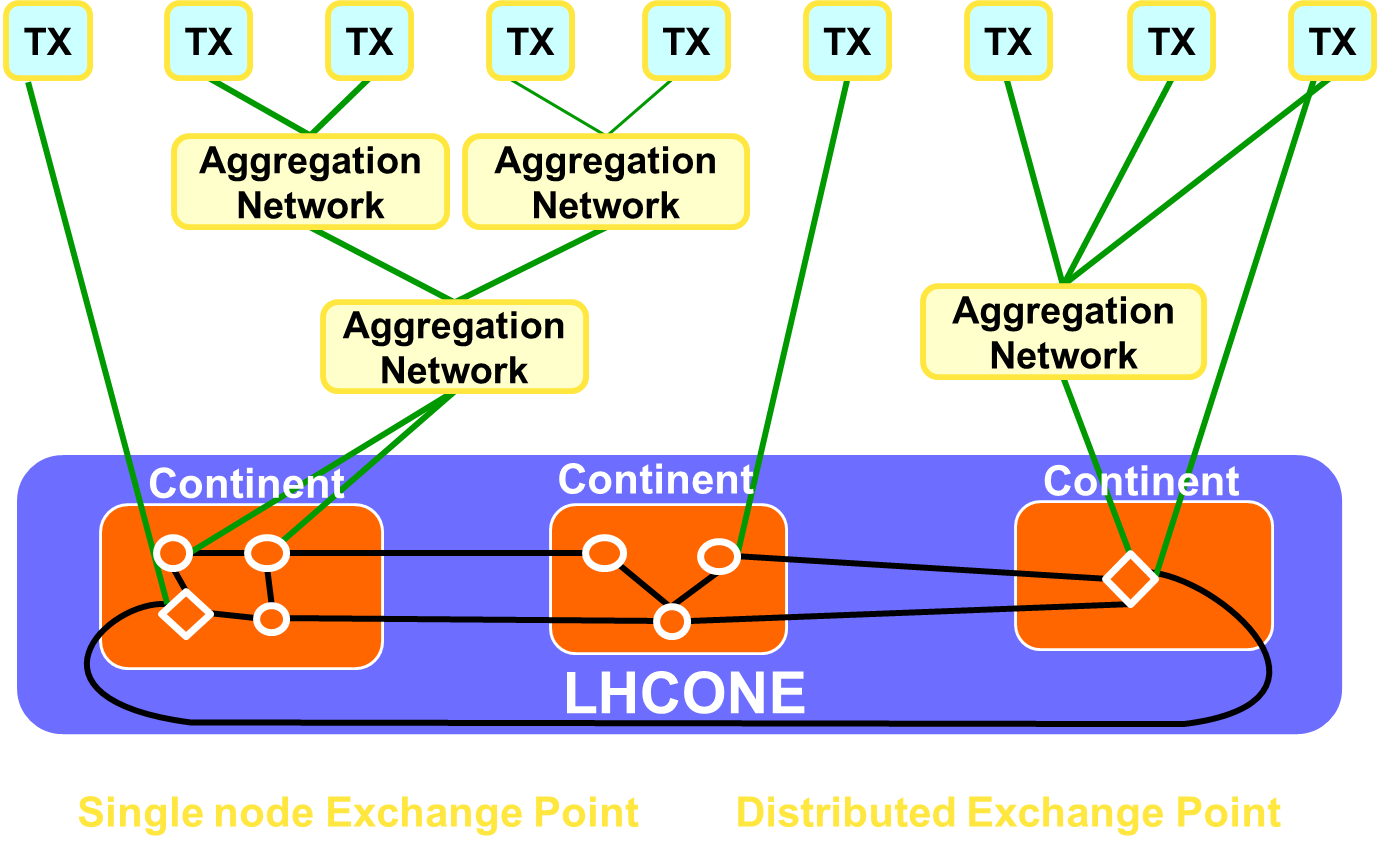 TX TX TX TX TX TX TX TX TX
Aggregation
Network
Aggregation
Network
Aggregation
Network
Aggregation
Network
Continent
Continent
Continent
LHCONE
Single node Exchange Point
Distributed Exchange Point